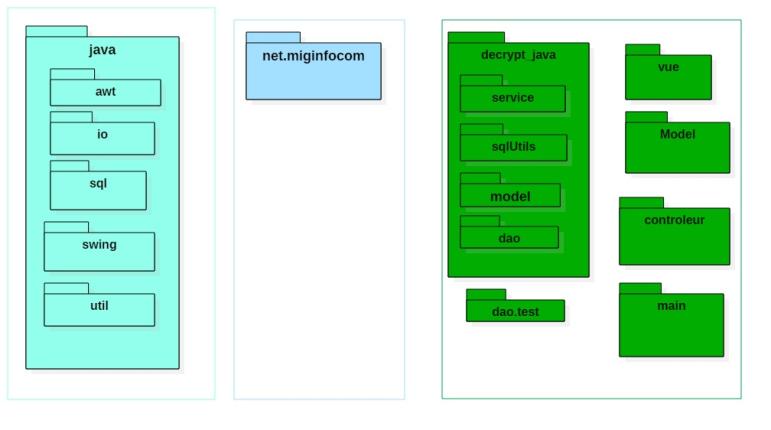 java
awt
io
sql
swing
util
net.miginfocom
decrypt_java
service
sqlUtils
model
dao
dao.test
vue
Model
controleur
main